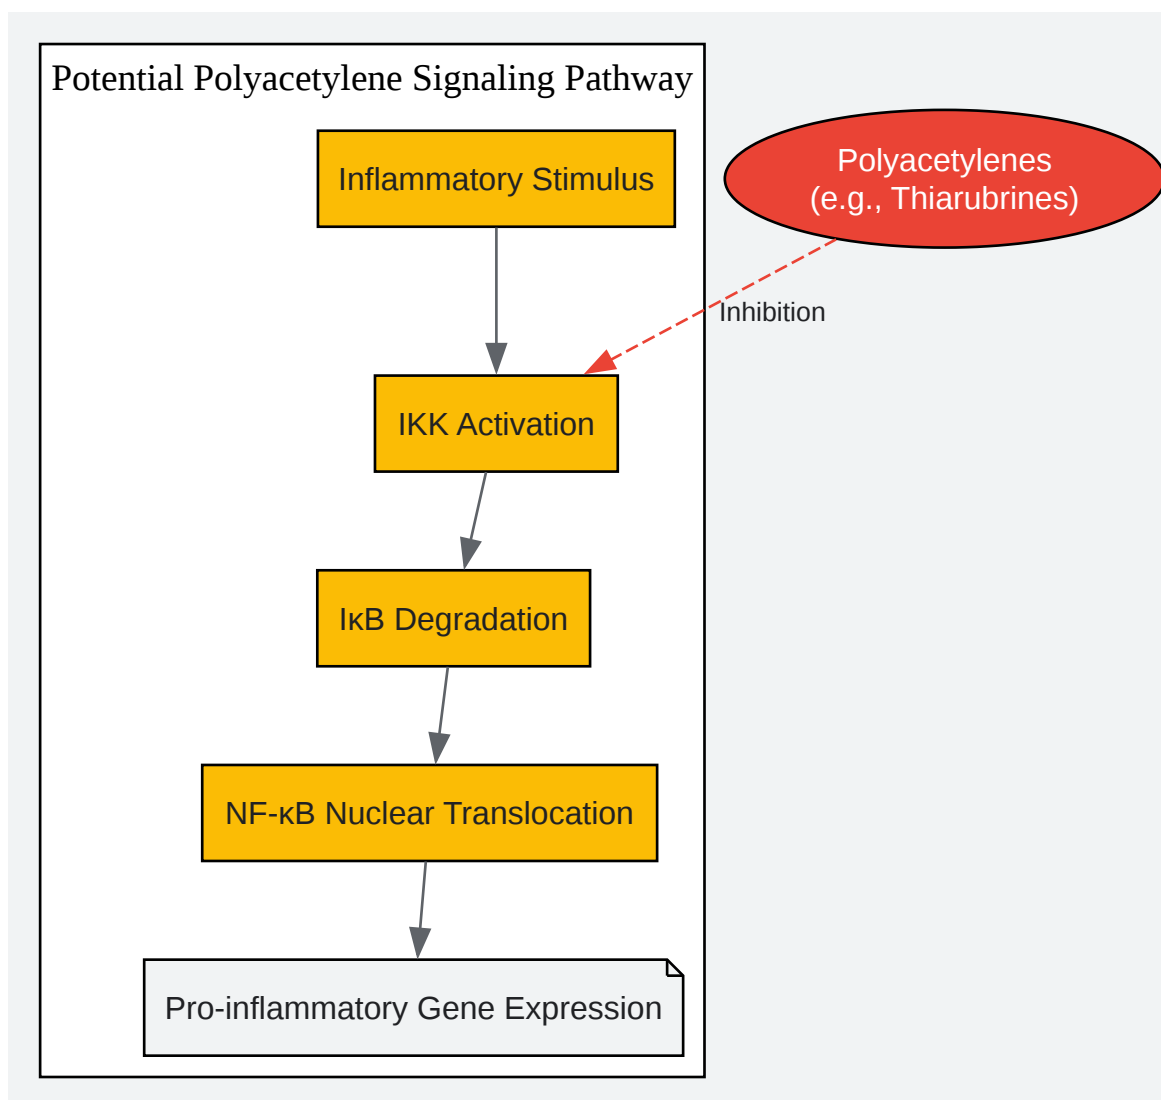 Potential Polyacetylene Signaling Pathway
Inflammatory Stimulus
Polyacetylenes
(e.g., Thiarubrines)
Inhibition
IKK Activation
IκB Degradation
NF-κB Nuclear Translocation
Pro-inflammatory Gene Expression